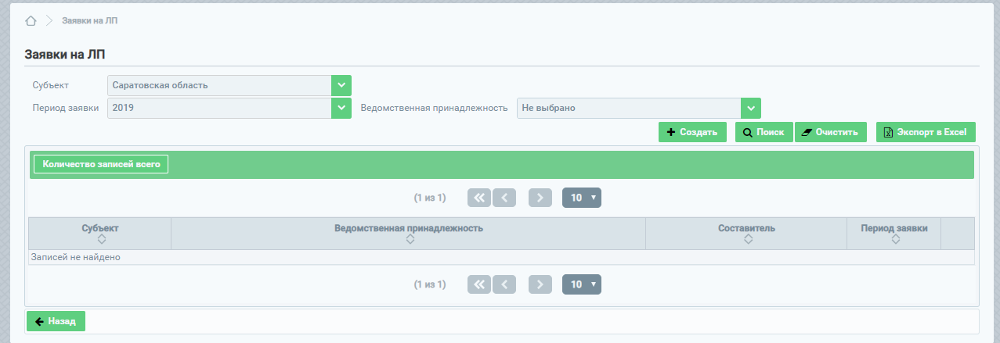 Заявки на ЛП
Заявки на ЛП
Субъект Саратовская область
Период заявки 2019 Ведомственная принадлежность Не выбрано
Создать Поиск Очистить Экспорт в Excel
Количество записей всего
(1 из 1) 10
Субъект Ведомственная принадлежность Составитель Период заявки
Записей не найдено
(1 из 1) 10
Назад